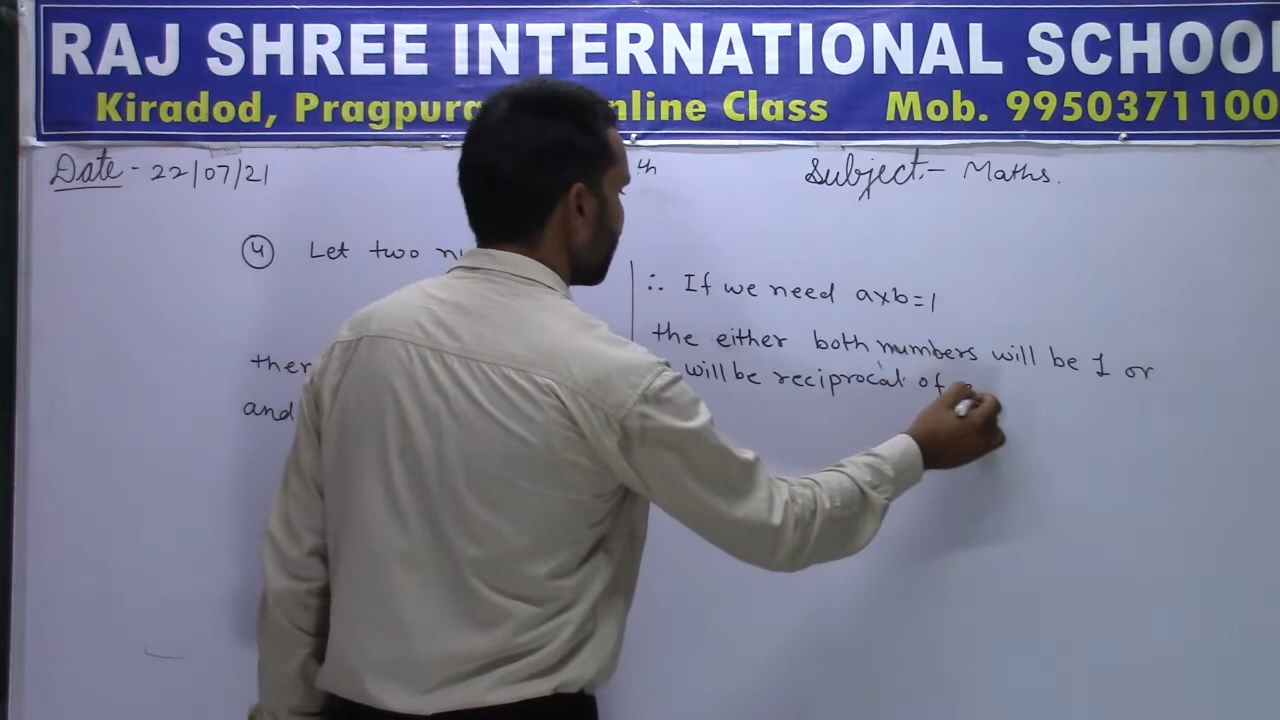 RAJ SHREE INTERNATIONAL SCHOOL
Kiradod, Pragpura nline Class Mob. 9950371100
Date - 22/07/21 th Subject:- Maths.
④ Let two
∴ If we need a×b=1
the either both numbers will be 1 or
ther will be reciprocal of
and